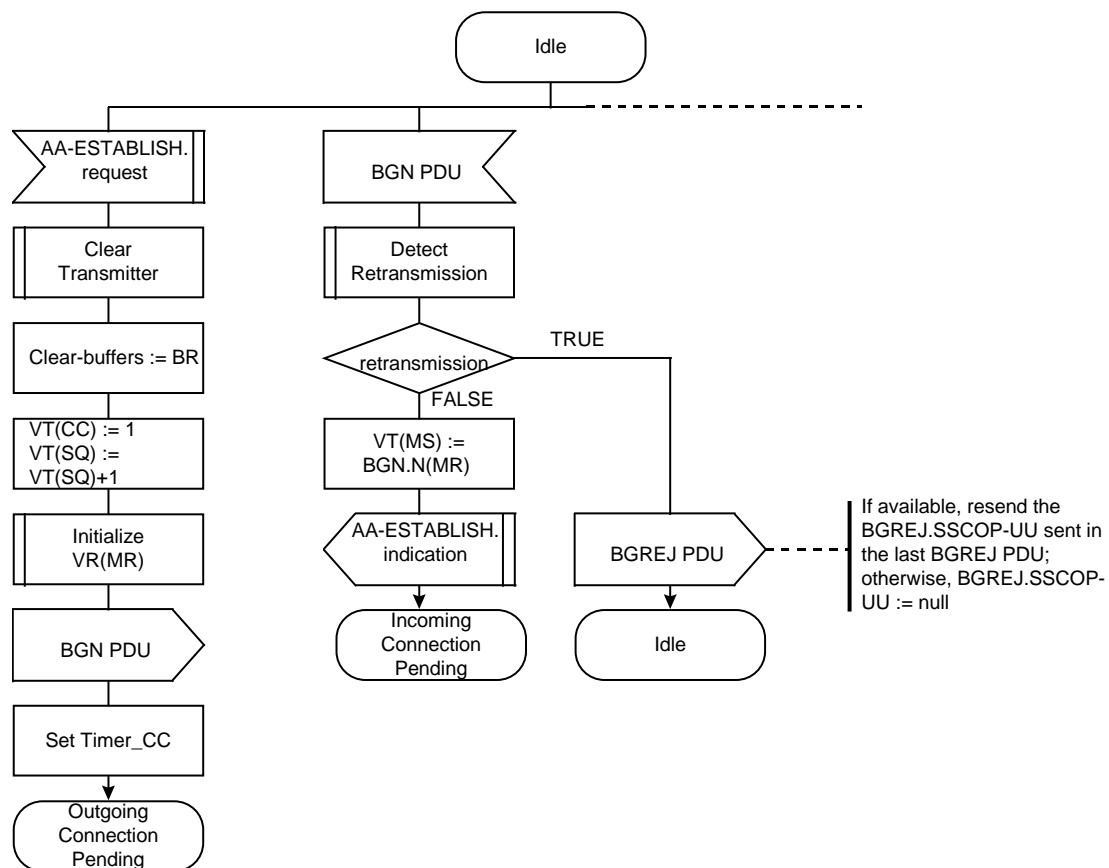 Idle
AA-ESTABLISH.
request
Clear
Transmitter
Clear-buffers := BR
VT(CC) := 1
VT(SQ) :=
VT(SQ)+1
Initialize
VR(MR)
BGN PDU
Set Timer_CC
Outgoing
Connection
Pending
BGN PDU
Detect
Retransmission
retransmission
TRUE
FALSE
VT(MS) :=
BGN.N(MR)
AA-ESTABLISH.
indication
Incoming
Connection
Pending
BGREJ PDU
Idle
If available, resend the
BGREJ.SSCOP-UU sent in
the last BGREJ PDU;
otherwise, BGREJ.SSCOP-
UU := null